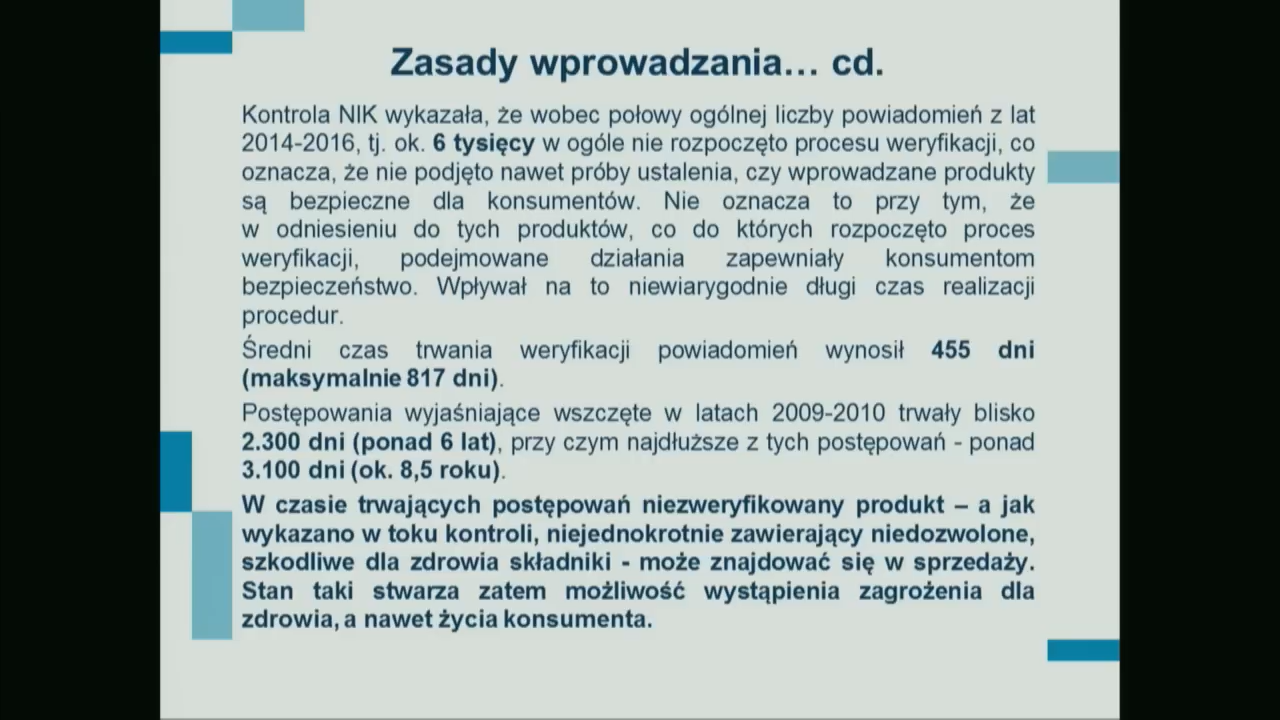 Zasady wprowadzania… cd.
Kontrola NIK wykazała, że wobec połowy ogólnej liczby powiadomień z lat
2014-2016, tj. ok. 6 tysięcy w ogóle nie rozpoczęto procesu weryfikacji, co
oznacza, że nie podjęto nawet próby ustalenia, czy wprowadzane produkty
są bezpieczne dla konsumentów. Nie oznacza to przy tym, że
w odniesieniu do tych produktów, co do których rozpoczęto proces
weryfikacji, podejmowane działania zapewniały konsumentom
bezpieczeństwo. Wpływał na to niewiarygodnie długi czas realizacji
procedur.
Średni czas trwania weryfikacji powiadomień wynosił 455 dni
(maksymalnie 817 dni).
Postępowania wyjaśniające wszczęte w latach 2009-2010 trwały blisko
2.300 dni (ponad 6 lat), przy czym najdłuższe z tych postępowań - ponad
3.100 dni (ok. 8,5 roku).
W czasie trwających postępowań niezweryfikowany produkt – a jak
wykazano w toku kontroli, niejednokrotnie zawierający niedozwolone,
szkodliwe dla zdrowia składniki - może znajdować się w sprzedaży.
Stan taki stwarza zatem możliwość wystąpienia zagrożenia dla
zdrowia, a nawet życia konsumenta.